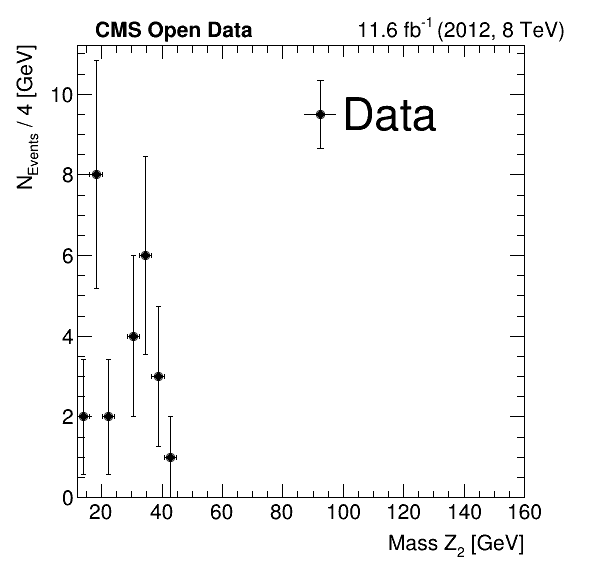 CMS Open Data 11.6 fb⁻¹ (2012, 8 TeV)
N_Events / 4 [GeV]
Data
10
8
6
4
2
0
20 40 60 80 100 120 140 160
Mass Z₂ [GeV]